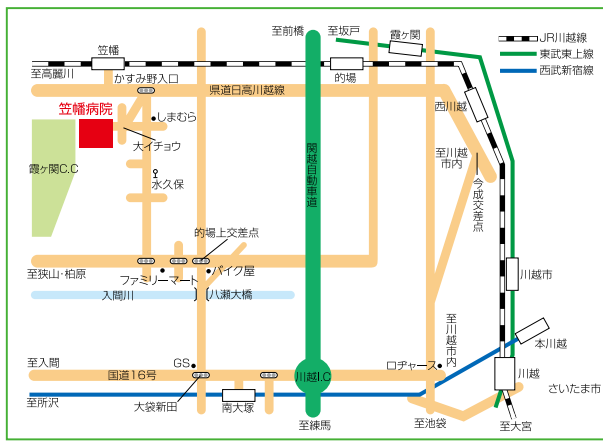 JR川越線
東武東上線
西武新宿線
至前橋
至坂戸
霞ヶ関
笠幡
至高麗川
的場
かすみ野入口
県道日高川越線
西川越
笠幡病院
しまむら
大イチョウ
霞ヶ関C.C
水久保
関越自動車道
至川越
市内
今成交差点
的場上交差点
至狭山・柏原
ファミリーマート
バイク屋
川越市
入間川
八瀬大橋
至川越市内
本川越
至入間
GS
ロヂャース
国道16号
川越I.C
川越
さいたま市
至所沢
大袋新田
南大塚
至練馬
至池袋
至大宮